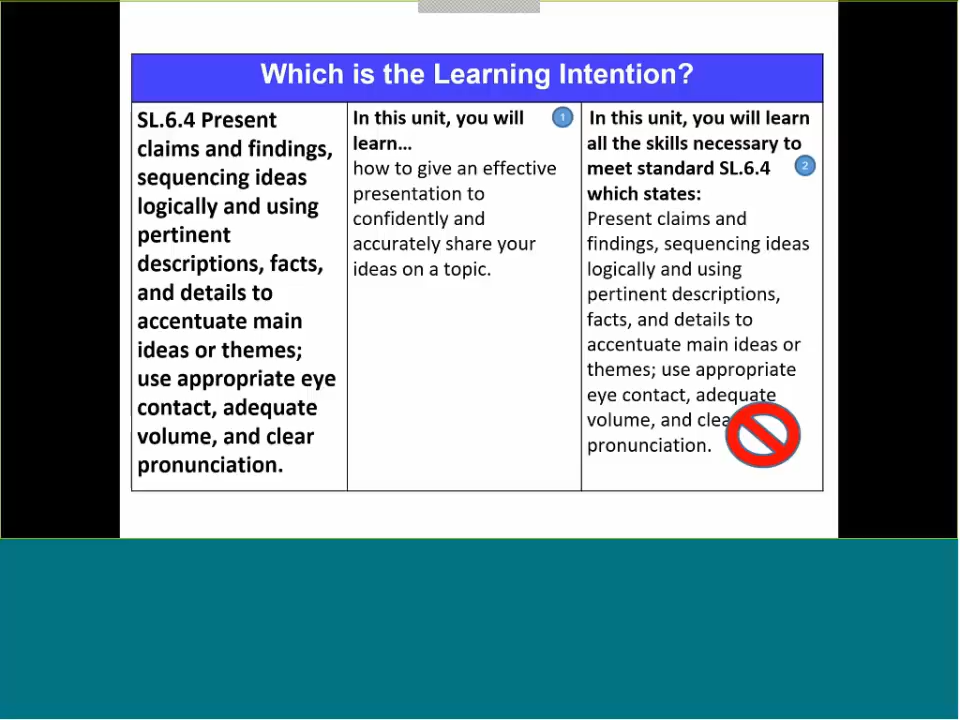 Which is the Learning Intention?
SL.6.4 Present
claims and findings,
sequencing ideas
logically and using
pertinent
descriptions, facts,
and details to
accentuate main
ideas or themes;
use appropriate eye
contact, adequate
volume, and clear
pronunciation.
In this unit, you will
1
learn…
how to give an effective
presentation to
confidently and
accurately share your
ideas on a topic.
In this unit, you will learn
all the skills necessary to
meet standard SL.6.4
2
which states:
Present claims and
findings, sequencing ideas
logically and using
pertinent descriptions,
facts, and details to
accentuate main ideas or
themes; use appropriate
eye contact, adequate
volume, and clea
pronunciation.